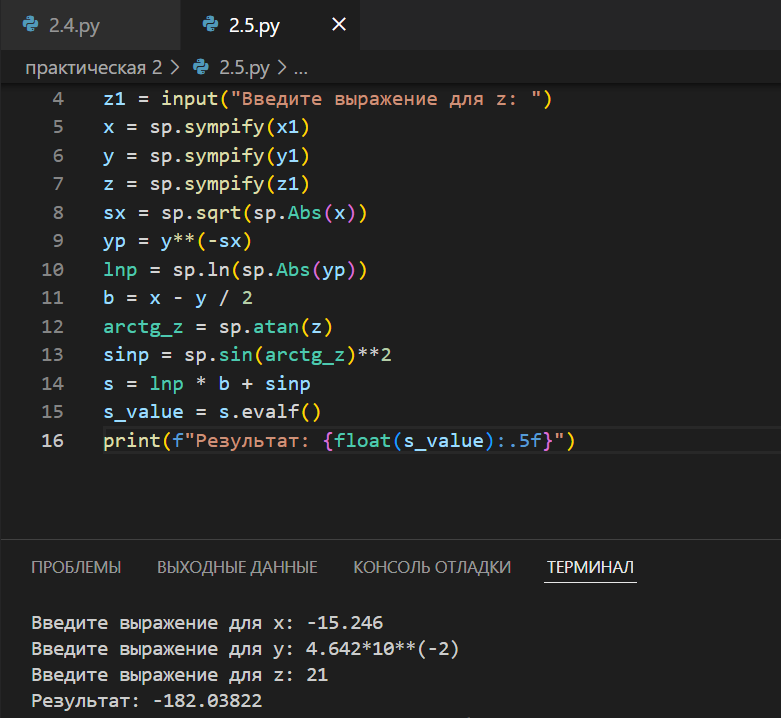 2.4.py 2.5.py
практическая 2 > 2.5.py > ...
4 z1 = input("Введите выражение для z: ")
5 x = sp.sympify(x1)
6 y = sp.sympify(y1)
7 z = sp.sympify(z1)
8 sx = sp.sqrt(sp.Abs(x))
9 yp = y**(-sx)
10 lnp = sp.ln(sp.Abs(yp))
11 b = x - y / 2
12 arctg_z = sp.atan(z)
13 sinp = sp.sin(arctg_z)**2
14 s = lnp * b + sinp
15 s_value = s.evalf()
16 print(f"Результат: {float(s_value):.5f}")
ПРОБЛЕМЫ ВЫХОДНЫЕ ДАННЫЕ КОНСОЛЬ ОТЛАДКИ ТЕРМИНАЛ
Введите выражение для x: -15.246
Введите выражение для y: 4.642*10**(-2)
Введите выражение для z: 21
Результат: -182.03822